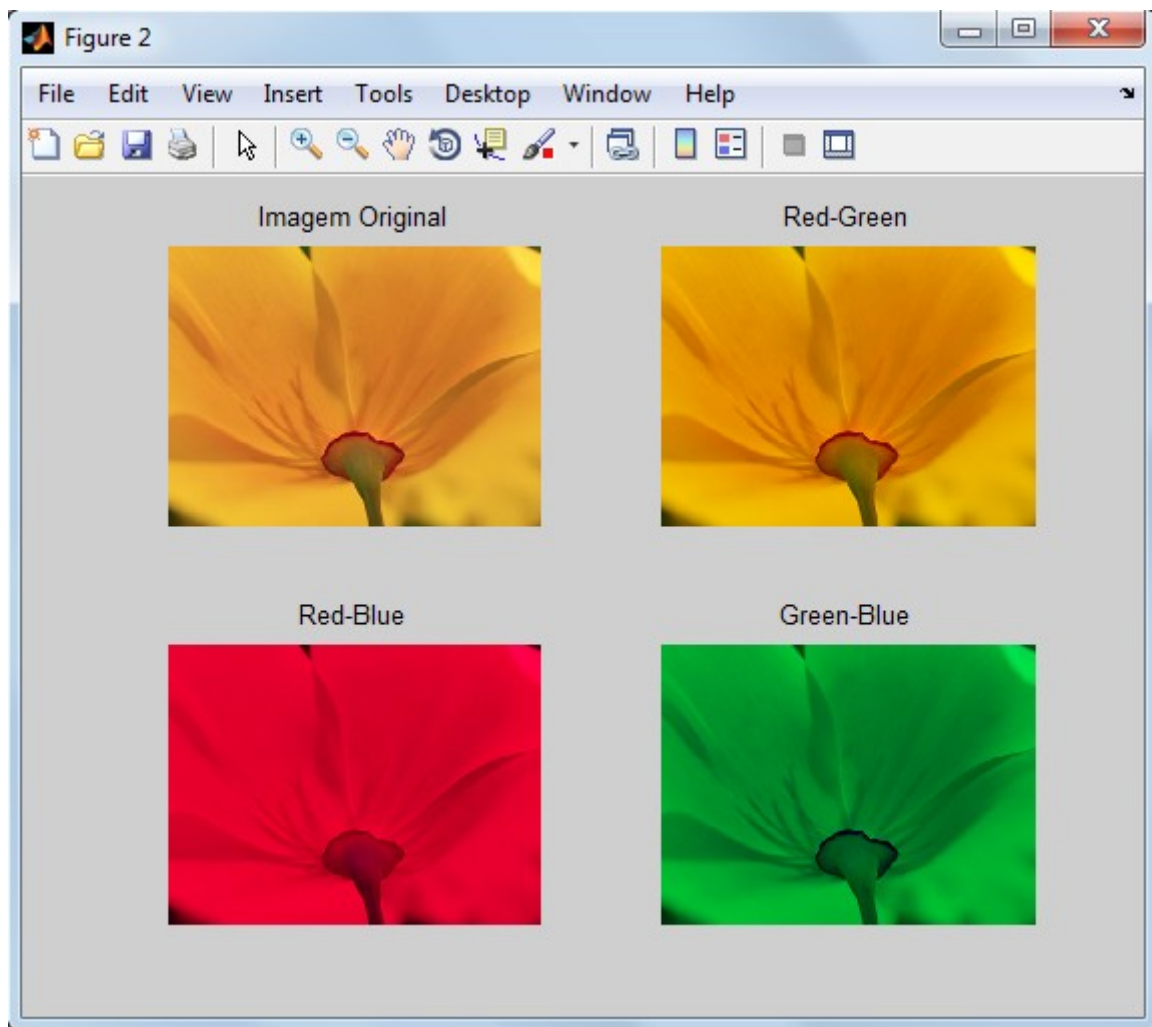 Figure 2
File Edit View Insert Tools Desktop Window Help
Imagem Original
Red-Green
Red-Blue
Green-Blue